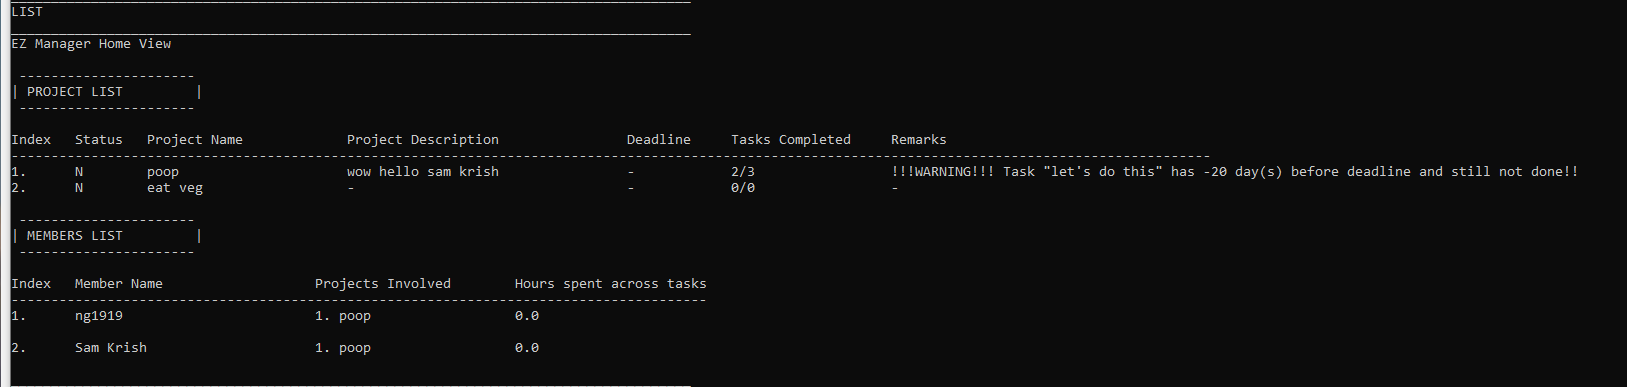 LIST
EZ Manager Home View
----------------------
| PROJECT LIST |
----------------------
Index Status Project Name Project Description Deadline Tasks Completed Remarks
1. N poop wow hello sam krish - 2/3 !!!WARNING!!! Task "let's do this" has -20 day(s) before deadline and still not done!!
2. N eat veg - - 0/0 -
----------------------
| MEMBERS LIST |
----------------------
Index Member Name Projects Involved Hours spent across tasks
1. ng1919 1. poop 0.0
2. Sam Krish 1. poop 0.0